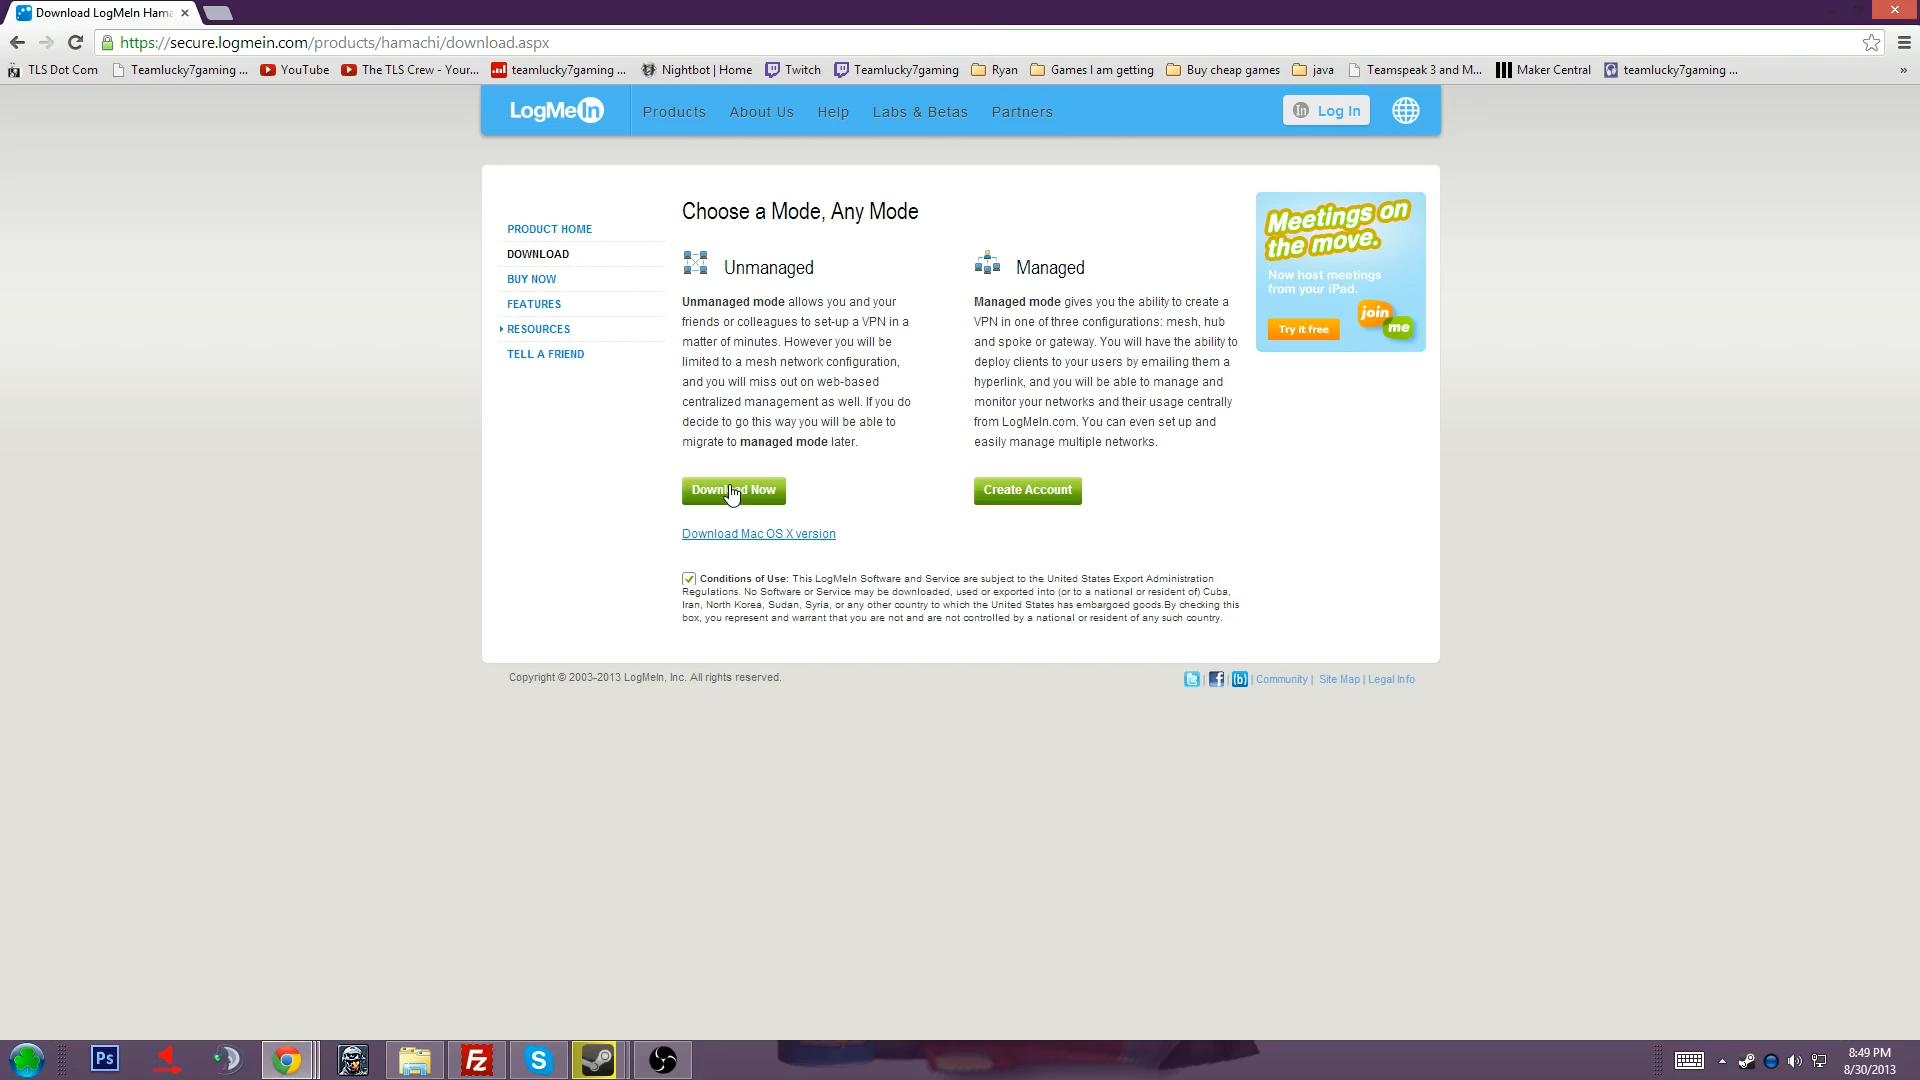 Download LogMeIn Hama
https://secure.logmein.com/products/hamachi/download.aspx
TLS Dot Com
Teamlucky7gaming ...
YouTube
The TLS Crew - Your...
teamlucky7gaming ...
Nightbot | Home
Twitch
Teamlucky7gaming
Ryan
Games I am getting
Buy cheap games
java
Teamspeak 3 and M...
Maker Central
teamlucky7gaming ...
»
LogMeIn
Products
About Us
Help
Labs & Betas
Partners
In Log In
PRODUCT HOME
DOWNLOAD
BUY NOW
FEATURES
RESOURCES
TELL A FRIEND
Choose a Mode, Any Mode
Unmanaged
Unmanaged mode allows you and your
friends or colleagues to set-up a VPN in a
matter of minutes. However you will be
limited to a mesh network configuration,
and you will miss out on web-based
centralized management as well. If you do
decide to go this way you will be able to
migrate to managed mode later.
Download Now
Download Mac OS X version
Managed
Managed mode gives you the ability to create a
VPN in one of three configurations: mesh, hub
and spoke or gateway. You will have the ability to
deploy clients to your users by emailing them a
hyperlink, and you will be able to manage and
monitor your networks and their usage centrally
from LogMeIn.com. You can even set up and
easily manage multiple networks.
Create Account
Conditions of Use: This LogMeIn Software and Service are subject to the United States Export Administration
Regulations. No Software or Service may be downloaded, used or exported into (or to a national or resident of) Cuba,
Iran, North Korea, Sudan, Syria, or any other country to which the United States has embargoed goods.By checking this
box, you represent and warrant that you are not and are not controlled by a national or resident of any such country.
Meetings on
the move.
Now host meetings
from your iPad.
Try it free
join
me
Copyright © 2003-2013 LogMeIn, Inc. All rights reserved.
| f | (b) | Community | Site Map | Legal Info
Ps
Fz
S
8:49 PM
8/30/2013